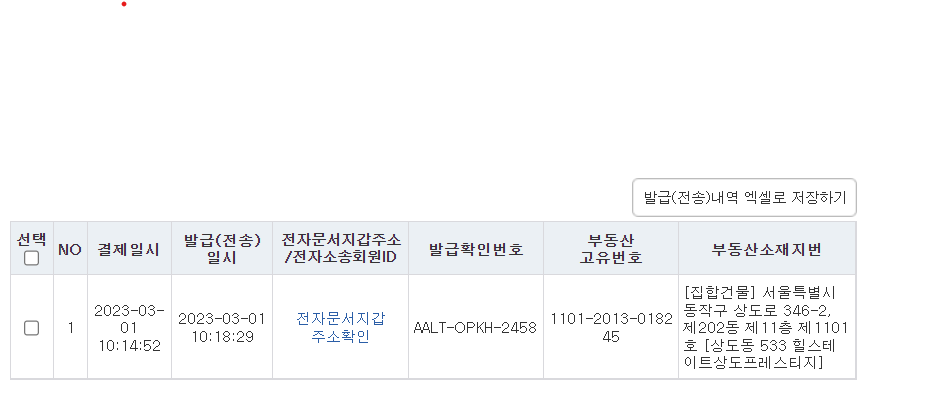 발급(전송)내역 엑셀로 저장하기
선택
NO
결제일시
발급(전송)
일시
전자문서지갑주소
/전자소송회원ID
발급확인번호
부동산
고유번호
부동산소재지번
1
2023-03-
01
10:14:52
2023-03-01
10:18:29
전자문서지갑
주소확인
AALT-OPKH-2458
1101-2013-0182
45
[집합건물] 서울특별시
동작구 상도로 346-2,
제202동 제11층 제1101
호 [상도동 533 힐스테
이트상도프레스티지]